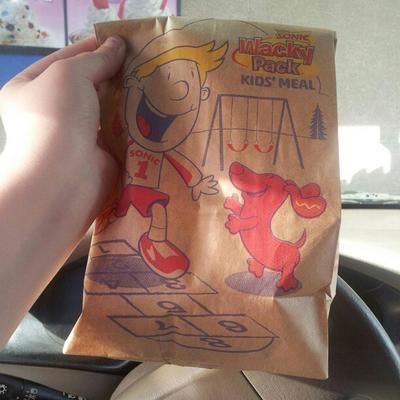 SONIC
Wacky
Pack
KIDS' MEAL
SONIC
1